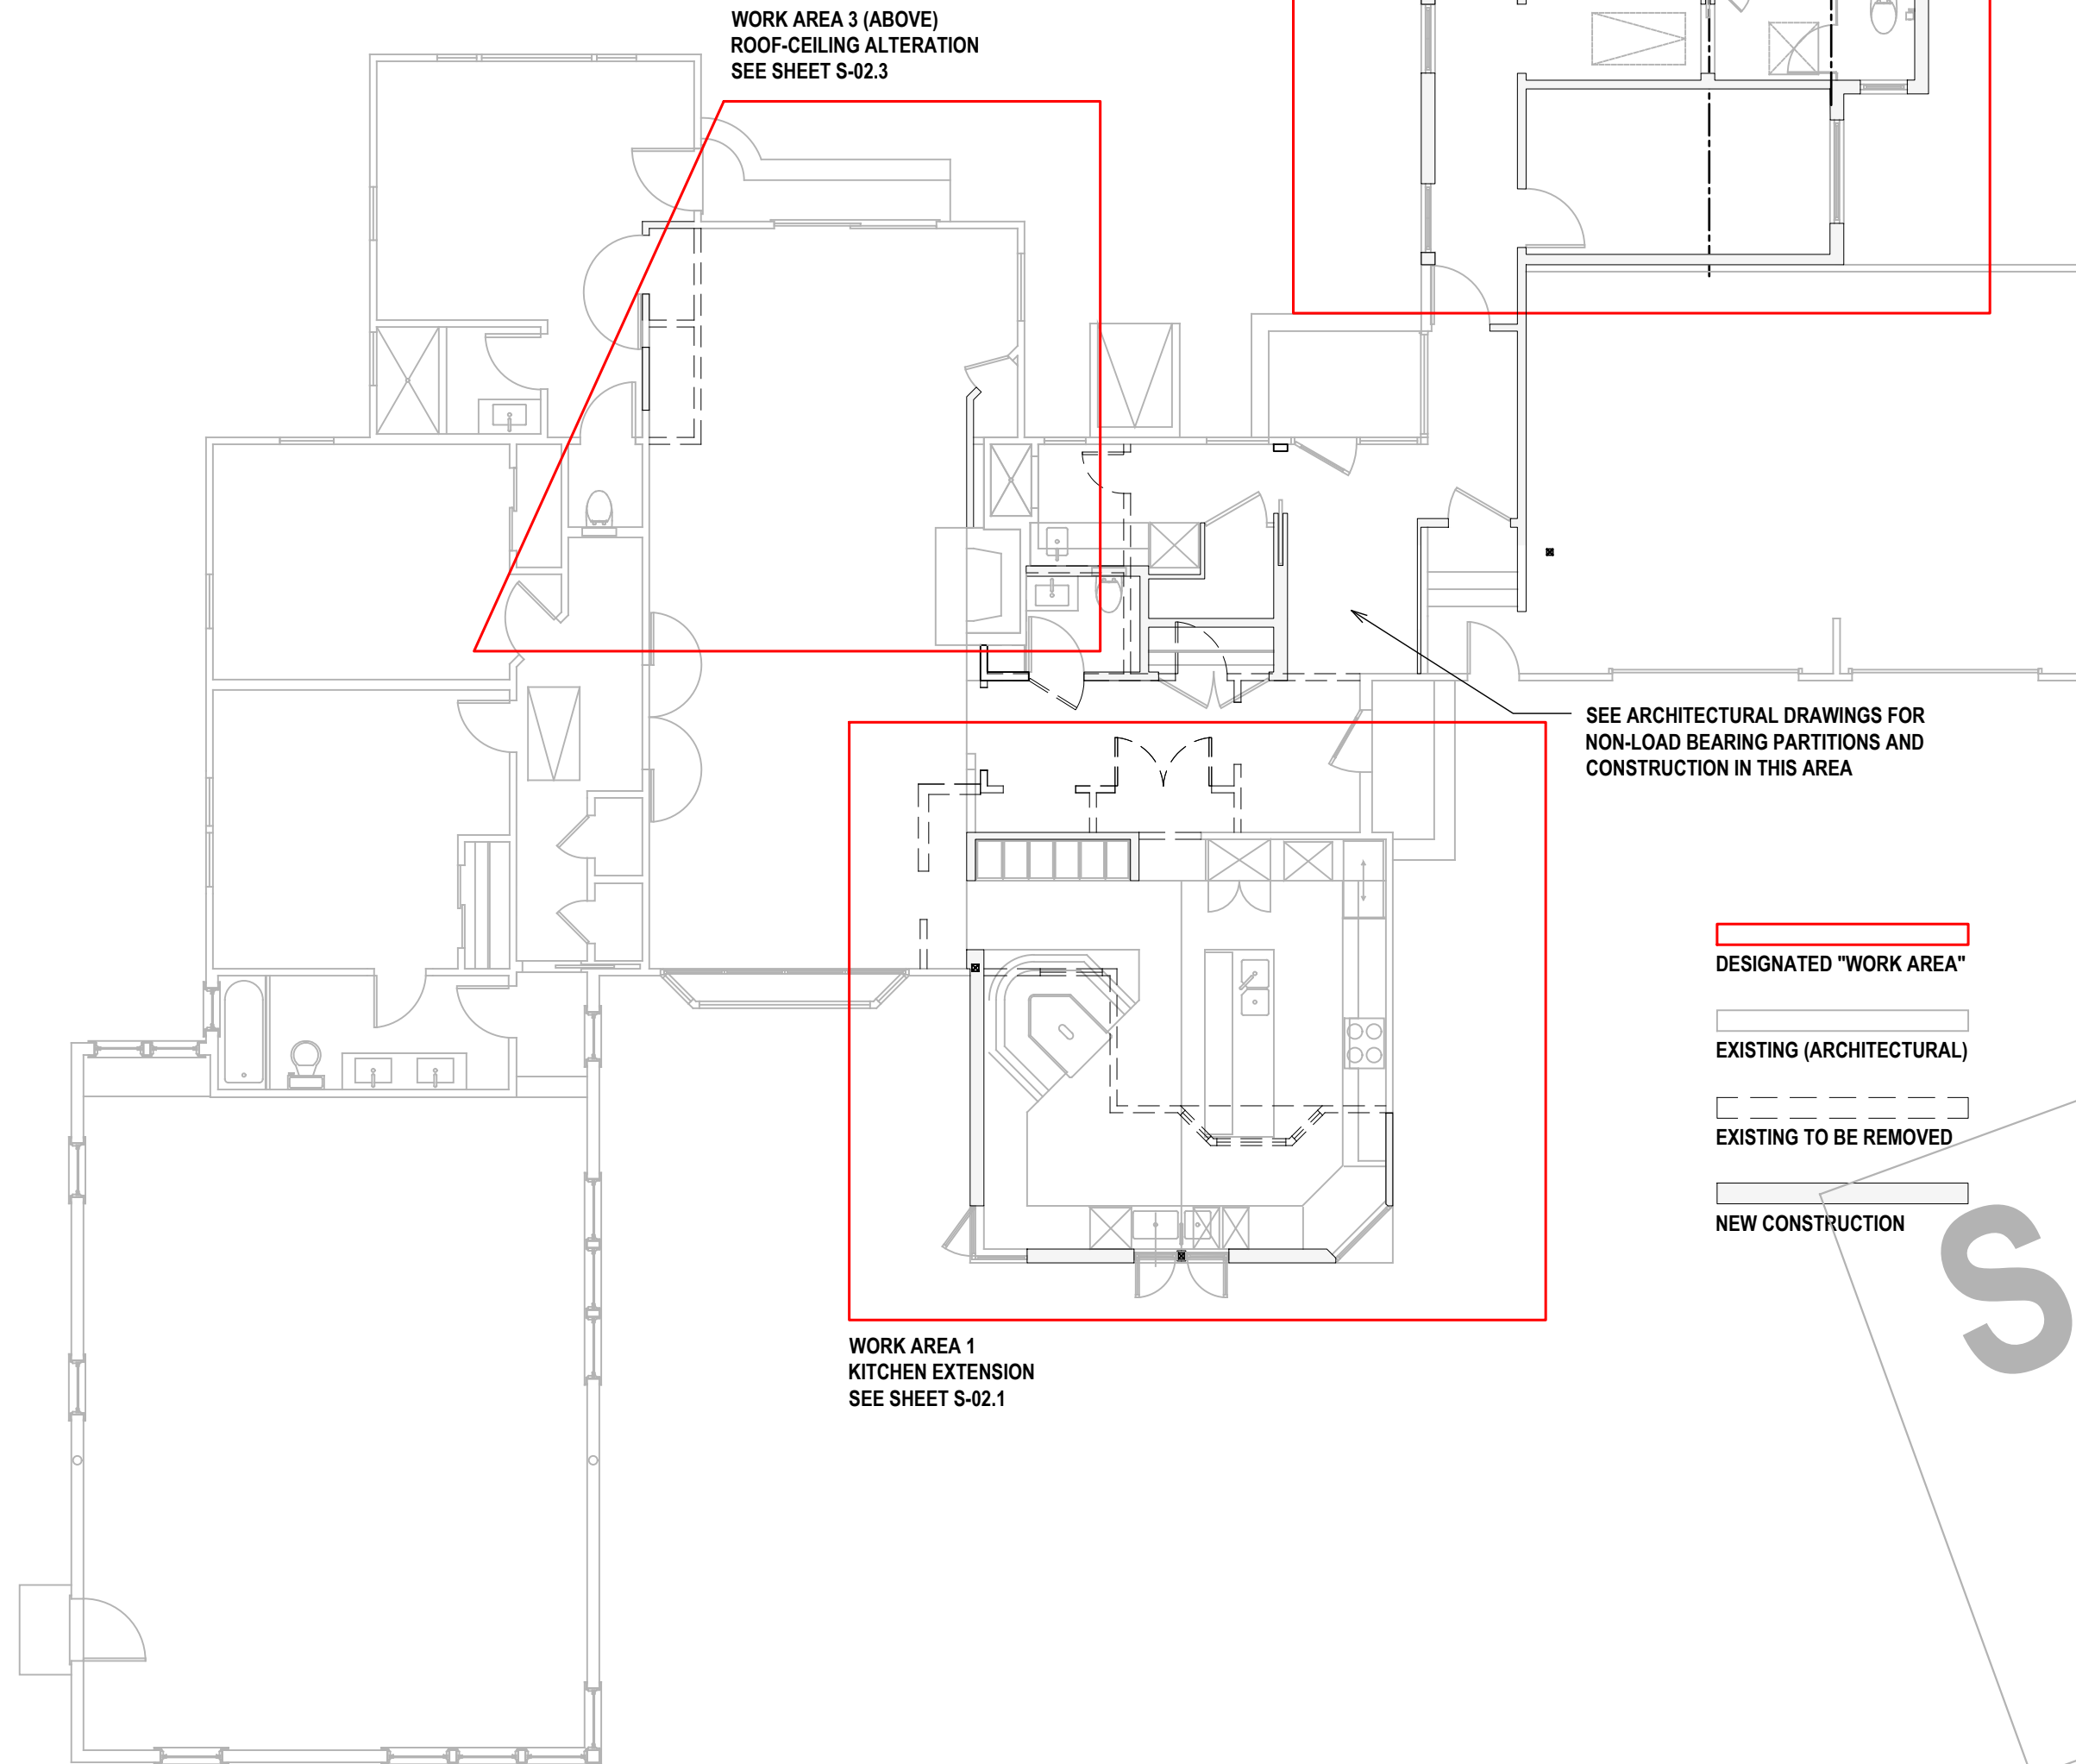 WORK AREA 3 (ABOVE)
ROOF-CEILING ALTERATION
SEE SHEET S-02.3
SEE ARCHITECTURAL DRAWINGS FOR
NON-LOAD BEARING PARTITIONS AND
CONSTRUCTION IN THIS AREA
DESIGNATED "WORK AREA"
EXISTING (ARCHITECTURAL)
EXISTING TO BE REMOVED
NEW CONSTRUCTION
S
WORK AREA 1
KITCHEN EXTENSION
SEE SHEET S-02.1